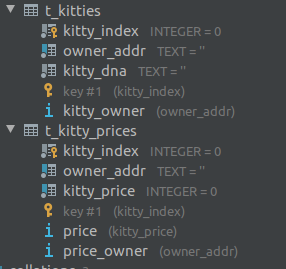 t_kitties
kitty_index INTEGER = 0
owner_addr TEXT = ''
kitty_dna TEXT = ''
key #1 (kitty_index)
kitty_owner (owner_addr)
t_kitty_prices
kitty_index INTEGER = 0
owner_addr TEXT = ''
kitty_price INTEGER = 0
key #1 (kitty_index)
price (kitty_price)
price_owner (owner_addr)